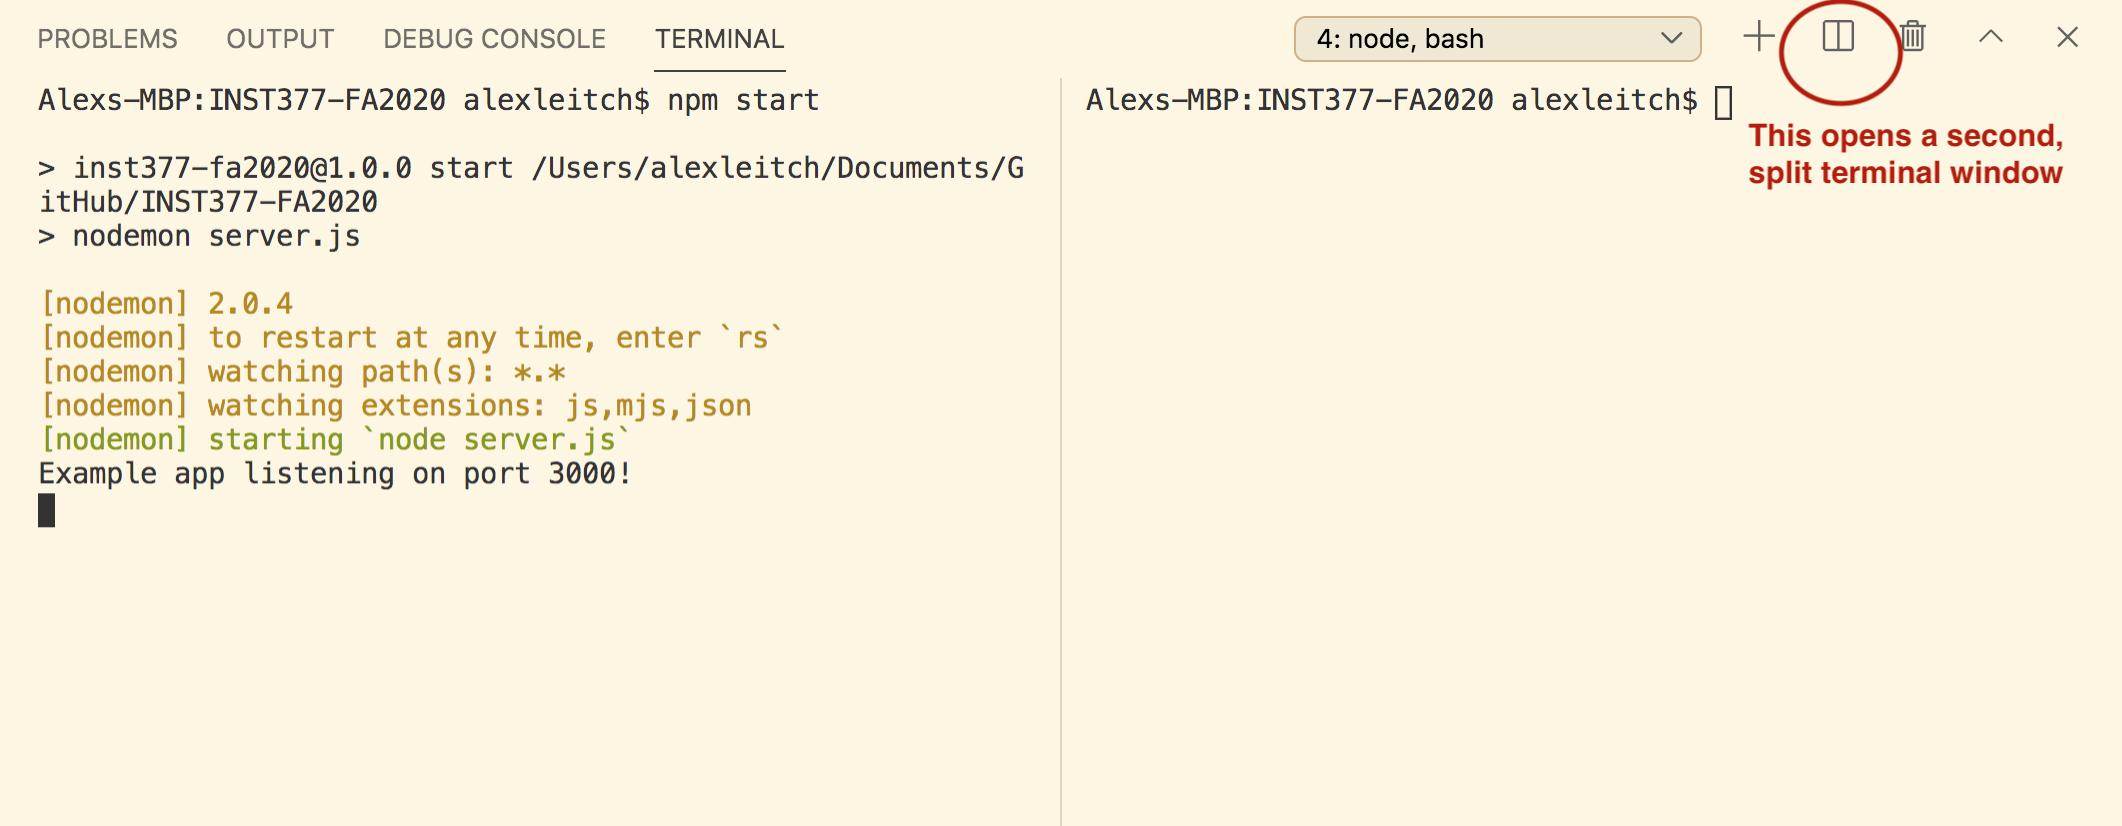 PROBLEMS OUTPUT DEBUG CONSOLE TERMINAL 4: node, bash
Alexs-MBP:INST377-FA2020 alexleitch$ npm start
> inst377-fa2020@1.0.0 start /Users/alexleitch/Documents/G
itHub/INST377-FA2020
> nodemon server.js
[nodemon] 2.0.4
[nodemon] to restart at any time, enter `rs`
[nodemon] watching path(s): *.*
[nodemon] watching extensions: js,mjs,json
[nodemon] starting `node server.js`
Example app listening on port 3000!
Alexs-MBP:INST377-FA2020 alexleitch$
This opens a second,
split terminal window